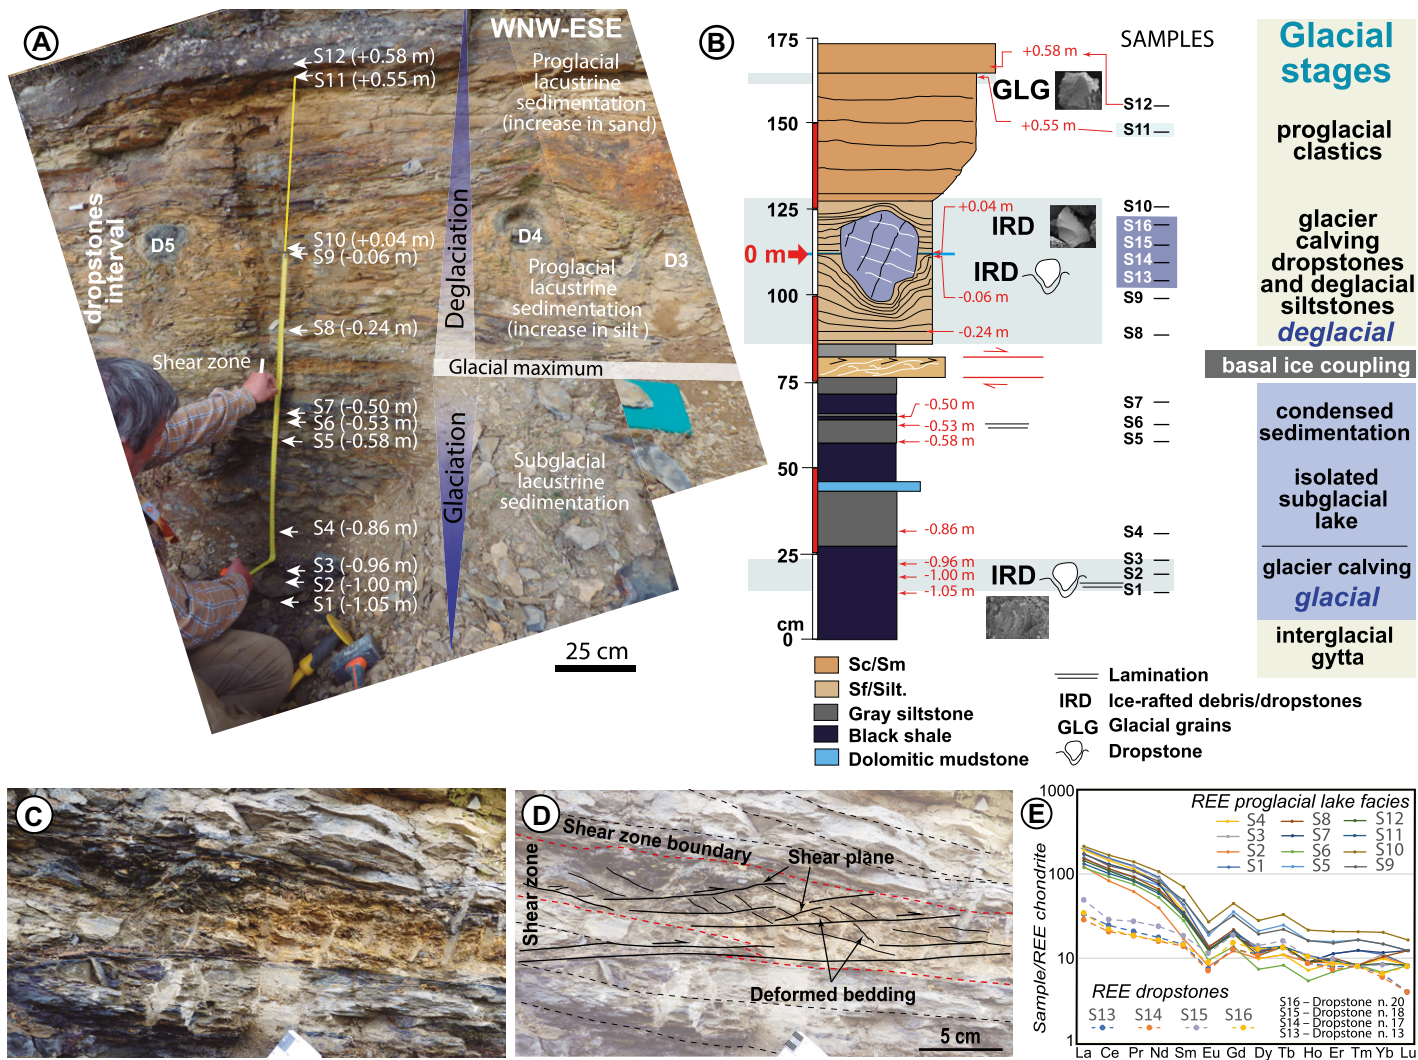 A
WNW-ESE
S12 (+0.58 m)
S11 (+0.55 m)
Proglacial
lacustrine
sedimentation
(increase in sand)
dropstones
interval
D5
S10 (+0.04 m)
S9 (-0.06 m)
D4
D3
Deglaciation
Proglacial
lacustrine
sedimentation
(increase in silt )
S8 (-0.24 m)
Shear zone
Glacial maximum
S7 (-0.50 m)
S6 (-0.53 m)
S5 (-0.58 m)
Glaciation
Subglacial
lacustrine
sedimentation
S4 (-0.86 m)
S3 (-0.96 m)
S2 (-1.00 m)
S1 (-1.05 m)
25 cm
B
175
150
125
0 m
100
75
50
25
cm
0
+0.58 m
GLG
+0.55 m
+0.04 m
IRD
IRD
-0.06 m
-0.24 m
-0.50 m
-0.53 m
-0.58 m
-0.86 m
-0.96 m
-1.00 m
-1.05 m
IRD
SAMPLES
S12
S11
S10
S16
S15
S14
S13
S9
S8
S7
S6
S5
S4
S3
S2
S1
Glacial
stages
proglacial
clastics
glacier
calving
dropstones
and deglacial
siltstones
deglacial
basal ice coupling
condensed
sedimentation
isolated
subglacial
lake
glacier calving
glacial
interglacial
gytta
Sc/Sm
Sf/Silt.
Gray siltstone
Black shale
Dolomitic mudstone
Lamination
IRD Ice-rafted debris/dropstones
GLG Glacial grains
Dropstone
C
D
Shear zone boundary
Shear plane
Shear zone
Deformed bedding
5 cm
E
Sample/REE chondrite
1000
100
10
1
REE proglacial lake facies
S4 S8 S12
S3 S7 S11
S2 S6 S10
S1 S5 S9
REE dropstones
S13 S14 S15 S16
S16 – Dropstone n. 20
S15 – Dropstone n. 18
S14 – Dropstone n. 17
S13 – Dropstone n. 13
La Ce Pr Nd Sm Eu Gd Dy Tb Ho Er Tm Yb Lu